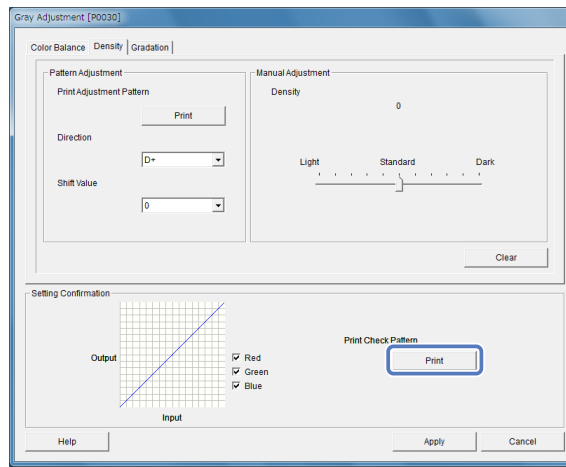 Gray Adjustment [P0030]
Color Balance Density Gradation
Pattern Adjustment
Print Adjustment Pattern
Print
Direction
D+
Shift Value
0
Manual Adjustment
Density
0
Light Standard Dark
Clear
Setting Confirmation
Output
Input
Red
Green
Blue
Print Check Pattern
Print
Help Apply Cancel